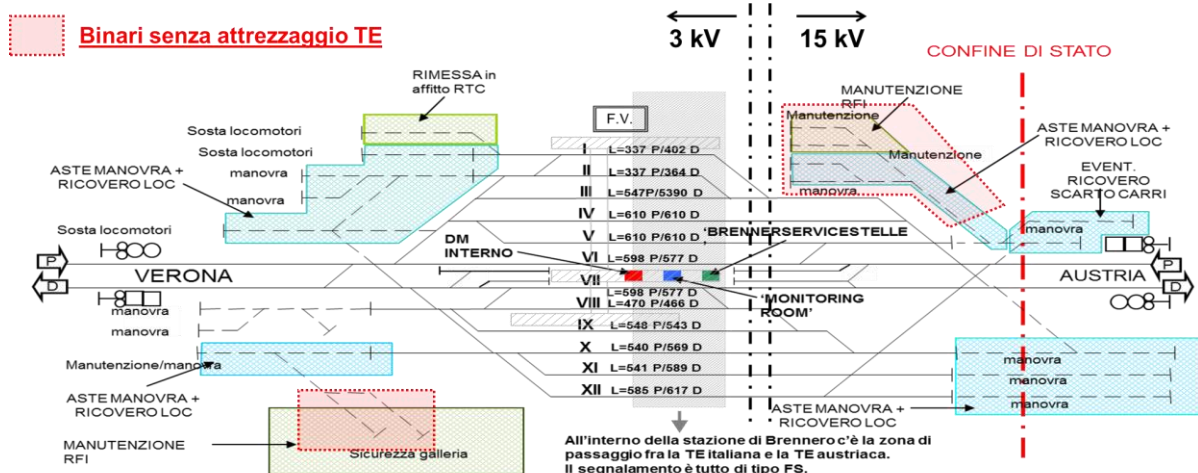 Binari senza attrezzaggio TE
3 kV
15 kV
CONFINE DI STATO
RIMESSA in
affitto RTC
F.V.
MANUTENZIONE
RFI
Manutenzione
Manutenzione
manovra
ASTE MANOVRA +
RICOVERO LOC
EVENT.
RICOVERO
SCARTO CARRI
manovra
Sosta locomotori
Sosta locomotori
manovra
manovra
ASTE MANOVRA +
RICOVERO LOC
Sosta locomotori
I L=337 P/402 D
II L=337 P/364 D
III L=547P/5390 D
IV L=610 P/610 D
V L=610 P/610 D
VI L=598 P/577 D
VII
L=598 P/577 D
VIII L=470 P/466 D
IX L=548 P/543 D
X L=540 P/569 D
XI L=541 P/589 D
XII L=585 P/617 D
DM
INTERNO
'BRENNERSERVICESTELLE
'MONITORING
ROOM'
P
VERONA
D
AUSTRIA
P
D
manovra
manovra
Manutenzione/manovra
ASTE MANOVRA +
RICOVERO LOC
MANUTENZIONE
RFI
Sicurezza galleria
manovra
manovra
manovra
ASTE MANOVRA +
RICOVERO LOC
All'interno della stazione di Brennero c'è la zona di
passaggio fra la TE italiana e la TE austriaca.
Il segnalamento è tutto di tipo FS.